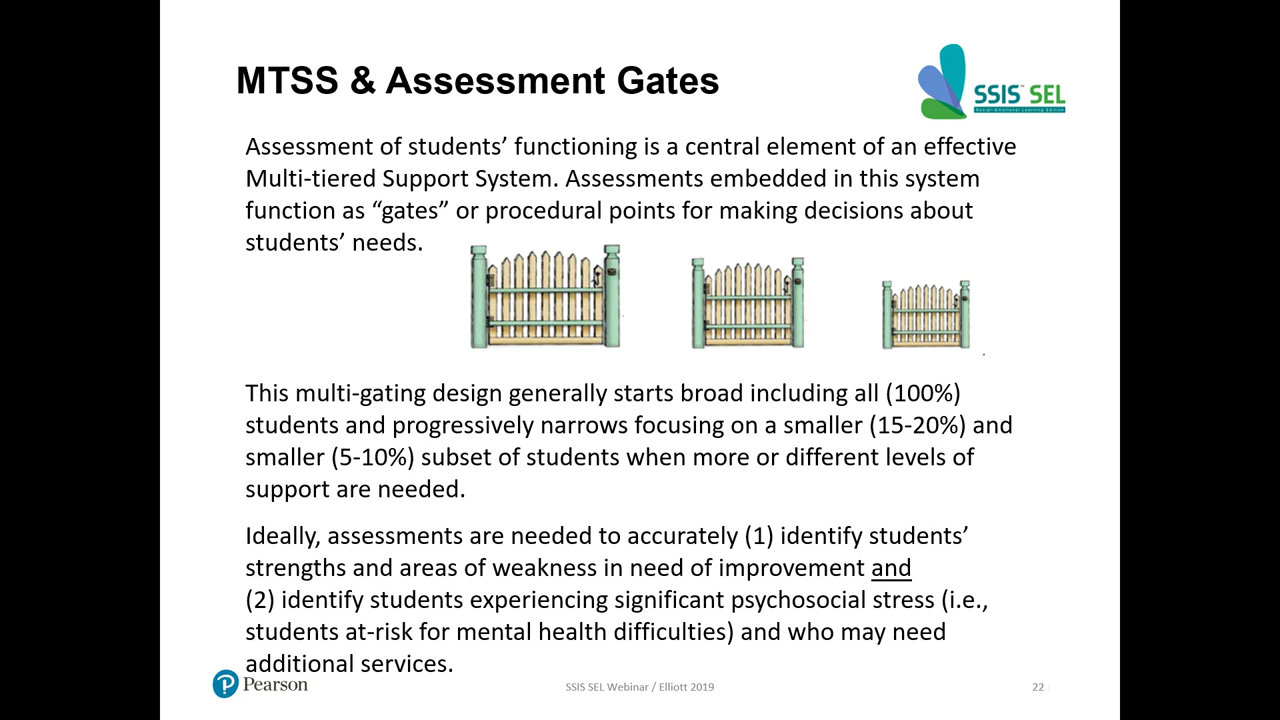 MTSS & Assessment Gates
SSIS™ SEL
Social-Emotional Learning Edition
Assessment of students’ functioning is a central element of an effective
Multi-tiered Support System. Assessments embedded in this system
function as “gates” or procedural points for making decisions about
students’ needs.
This multi-gating design generally starts broad including all (100%)
students and progressively narrows focusing on a smaller (15-20%) and
smaller (5-10%) subset of students when more or different levels of
support are needed.
Ideally, assessments are needed to accurately (1) identify students’
strengths and areas of weakness in need of improvement and
(2) identify students experiencing significant psychosocial stress (i.e.,
students at-risk for mental health difficulties) and who may need
additional services.
Pearson
SSIS SEL Webinar / Elliott 2019
22